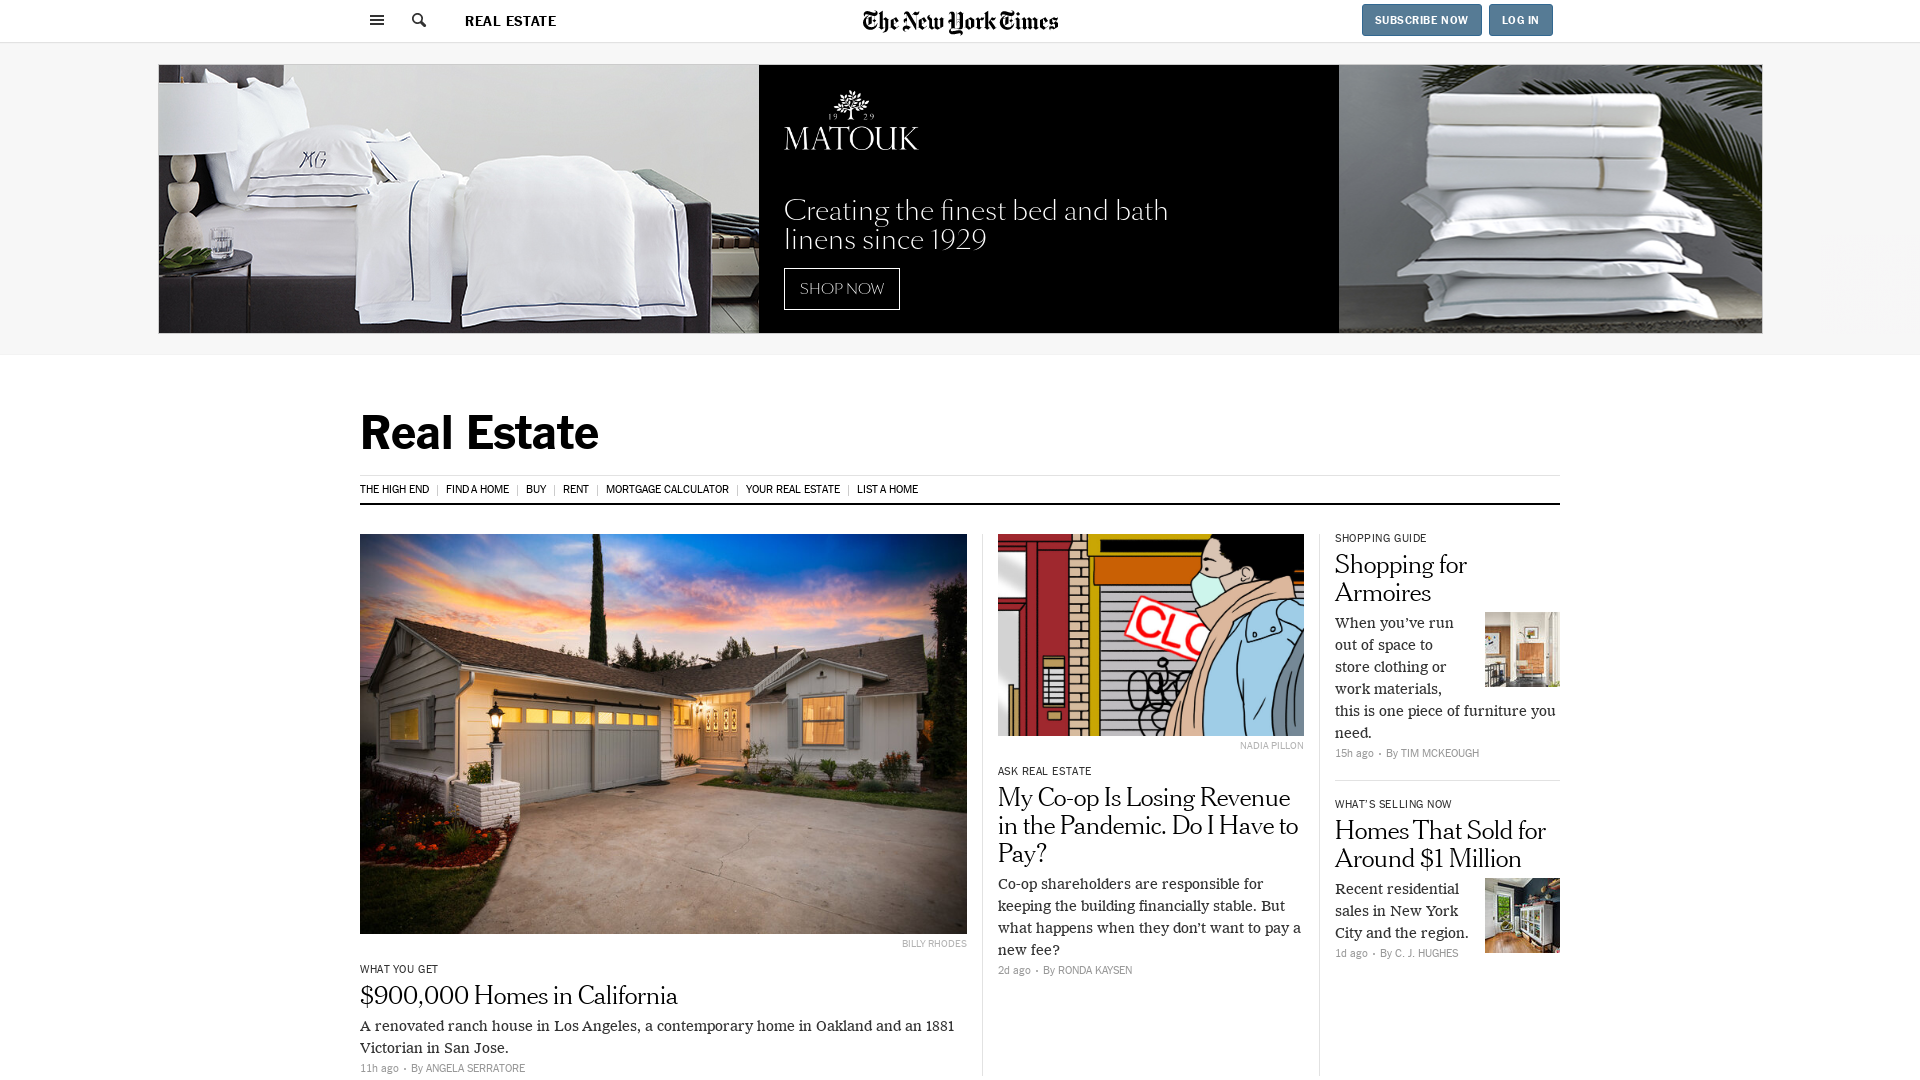 REAL ESTATE
The New York Times
SUBSCRIBE NOW
LOG IN
MG
19 29
MATOUK
Creating the finest bed and bath
linens since 1929
SHOP NOW
Real Estate
THE HIGH END
FIND A HOME
BUY
RENT
MORTGAGE CALCULATOR
YOUR REAL ESTATE
LIST A HOME
BILLY RHODES
WHAT YOU GET
$900,000 Homes in California
A renovated ranch house in Los Angeles, a contemporary home in Oakland and an 1881
Victorian in San Jose.
11h ago • By ANGELA SERRATORE
CLO
NADIA PILLON
ASK REAL ESTATE
My Co-op Is Losing Revenue
in the Pandemic. Do I Have to
Pay?
Co-op shareholders are responsible for
keeping the building financially stable. But
what happens when they don’t want to pay a
new fee?
2d ago • By RONDA KAYSEN
SHOPPING GUIDE
Shopping for
Armoires
When you’ve run
out of space to
store clothing or
work materials,
this is one piece of furniture you
need.
15h ago • By TIM MCKEOUGH
WHAT’S SELLING NOW
Homes That Sold for
Around $1 Million
Recent residential
sales in New York
City and the region.
1d ago • By C. J. HUGHES